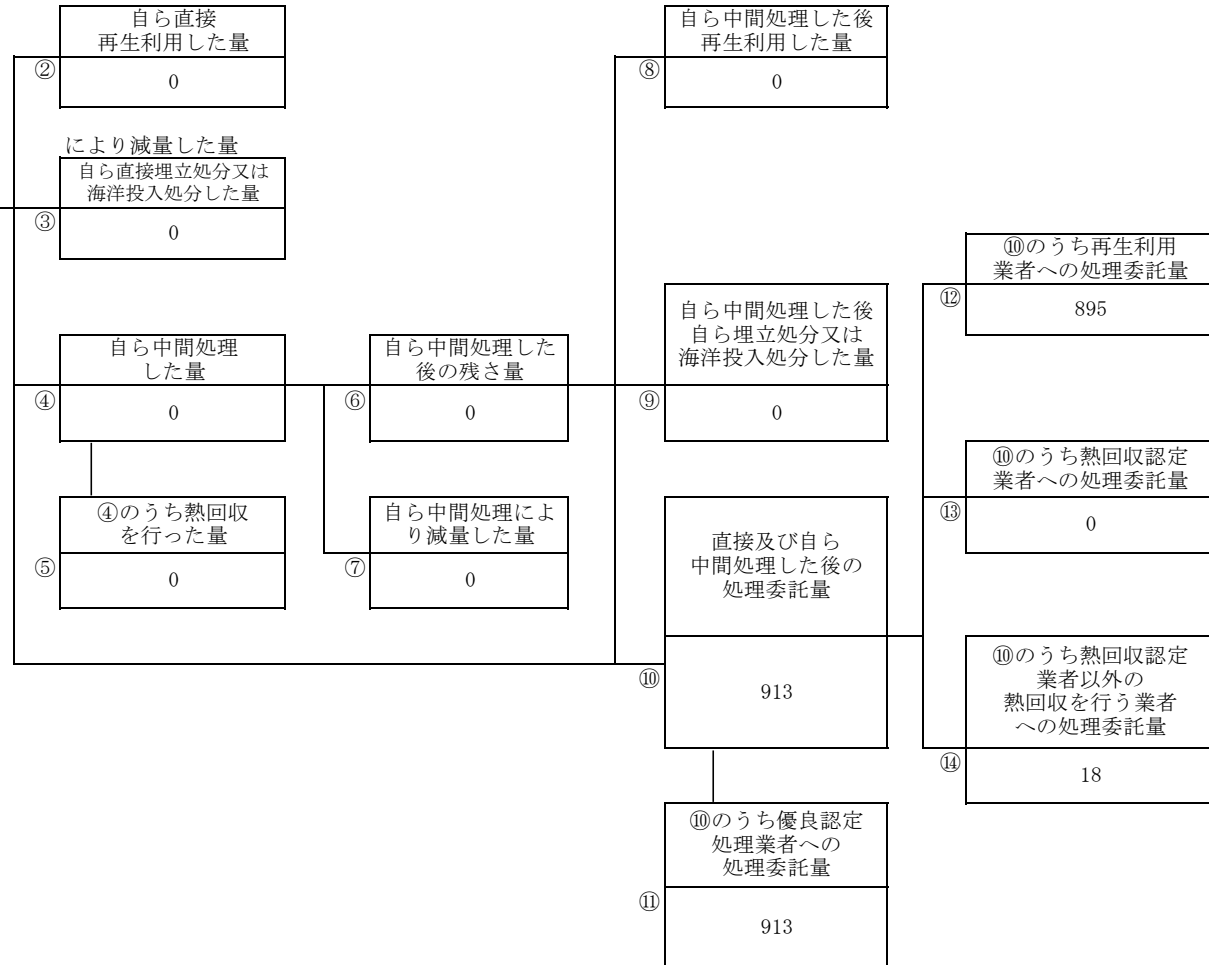 自ら直接
再生利用した量
②
0
により減量した量
自ら直接埋立処分又は
海洋投入処分した量
③
0
自ら中間処理
した量
④
0
④のうち熱回収
を行った量
⑤
0
自ら中間処理した
後の残さ量
⑥
0
自ら中間処理によ
り減量した量
⑦
0
自ら中間処理した後
再生利用した量
⑧
0
自ら中間処理した後
自ら埋立処分又は
海洋投入処分した量
⑨
0
直接及び自ら
中間処理した後の
処理委託量
⑩
913
⑩のうち優良認定
処理業者への
処理委託量
⑪
913
⑩のうち再生利用
業者への処理委託量
⑫
895
⑩のうち熱回収認定
業者への処理委託量
⑬
0
⑩のうち熱回収認定
業者以外の
熱回収を行う業者
への処理委託量
⑭
18